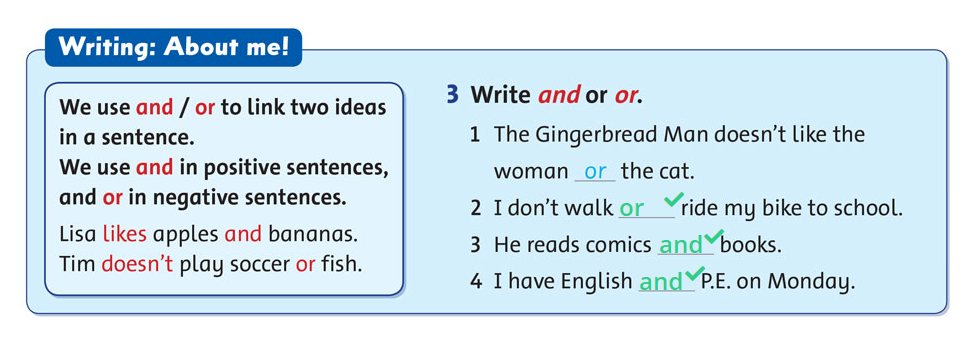 Writing: About me!
We use and / or to link two ideas
in a sentence.
We use and in positive sentences,
and or in negative sentences.
Lisa likes apples and bananas.
Tim doesn't play soccer or fish.
3 Write and or or.
1 The Gingerbread Man doesn't like the
woman or the cat.
2 I don't walk or ride my bike to school.
3 He reads comics and books.
4 I have English and P.E. on Monday.